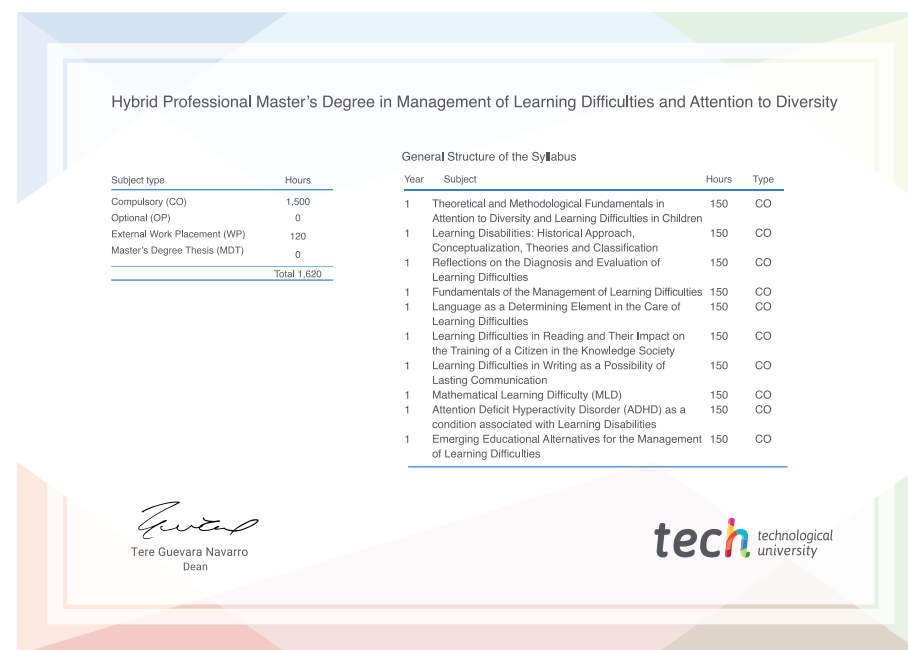 Hybrid Professional Master's Degree in Management of Learning Difficulties and Attention to Diversity
Subject type Hours
Compulsory (CO) 1,500
Optional (OP) 0
External Work Placement (WP) 120
Master's Degree Thesis (MDT) 0
Total 1,620
General Structure of the Syllabus
Year Subject Hours Type
1 Theoretical and Methodological Fundamentals in 150 CO
Attention to Diversity and Learning Difficulties in Children
1 Learning Disabilities: Historical Approach, 150 CO
Conceptualization, Theories and Classification
1 Reflections on the Diagnosis and Evaluation of 150 CO
Learning Difficulties
1 Fundamentals of the Management of Learning Difficulties 150 CO
1 Language as a Determining Element in the Care of 150 CO
Learning Difficulties
1 Learning Difficulties in Reading and Their Impact on 150 CO
the Training of a Citizen in the Knowledge Society
1 Learning Difficulties in Writing as a Possibility of 150 CO
Lasting Communication
1 Mathematical Learning Difficulty (MLD) 150 CO
1 Attention Deficit Hyperactivity Disorder (ADHD) as a 150 CO
condition associated with Learning Disabilities
1 Emerging Educational Alternatives for the Management 150 CO
of Learning Difficulties
Tere Guevara Navarro
Dean
tech technological
university